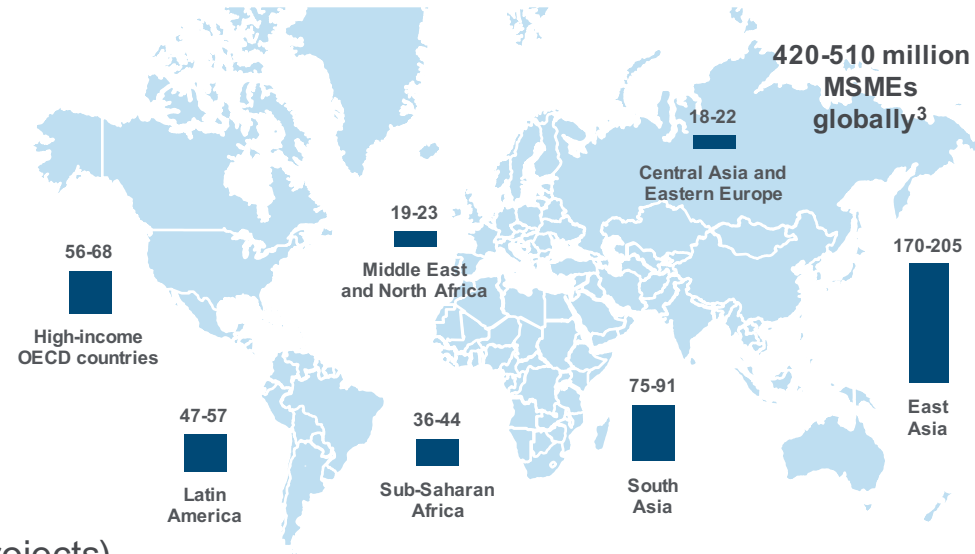 420-510 million
MSMEs
globally3
18-22
Central Asia and
Eastern Europe
19-23
Middle East
and North Africa
56-68
High-income
OECD countries
170-205
East
Asia
47-57
Latin
America
36-44
Sub-Saharan
Africa
75-91
South
Asia